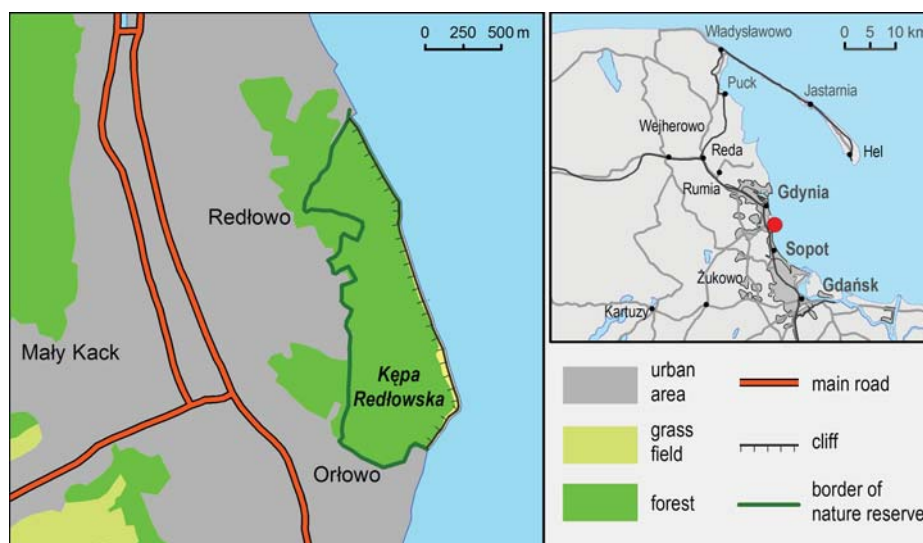 0 250 500 m
Redłowo
Mały Kack
Kępa
Redłowska
Orłowo
Władysławowo
0 5 10 km
Puck
Jastarnia
Wejherowo
Reda
Hel
Rumia
Gdynia
Sopot
Żukowo
Gdańsk
Kartuzy
urban
area
main road
grass
field
cliff
forest
border of
nature reserve